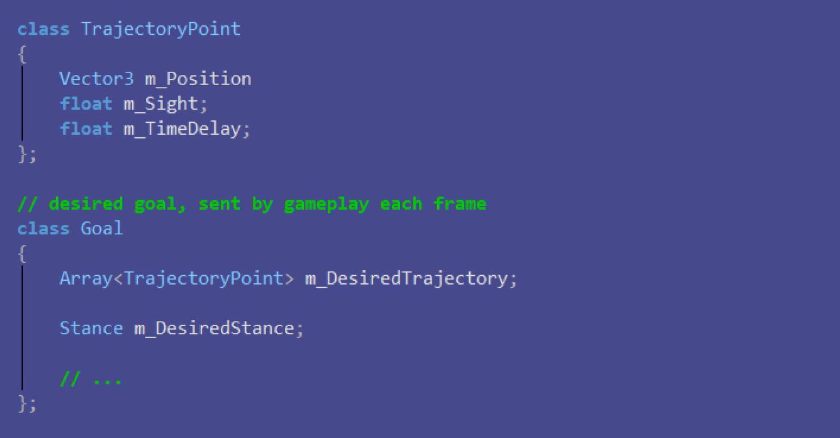 class TrajectoryPoint
{
Vector3 m_Position
float m_Sight;
float m_TimeDelay;
};
// desired goal, sent by gameplay each frame
class Goal
{
Array<TrajectoryPoint> m_DesiredTrajectory;
Stance m_DesiredStance;
// ...
};